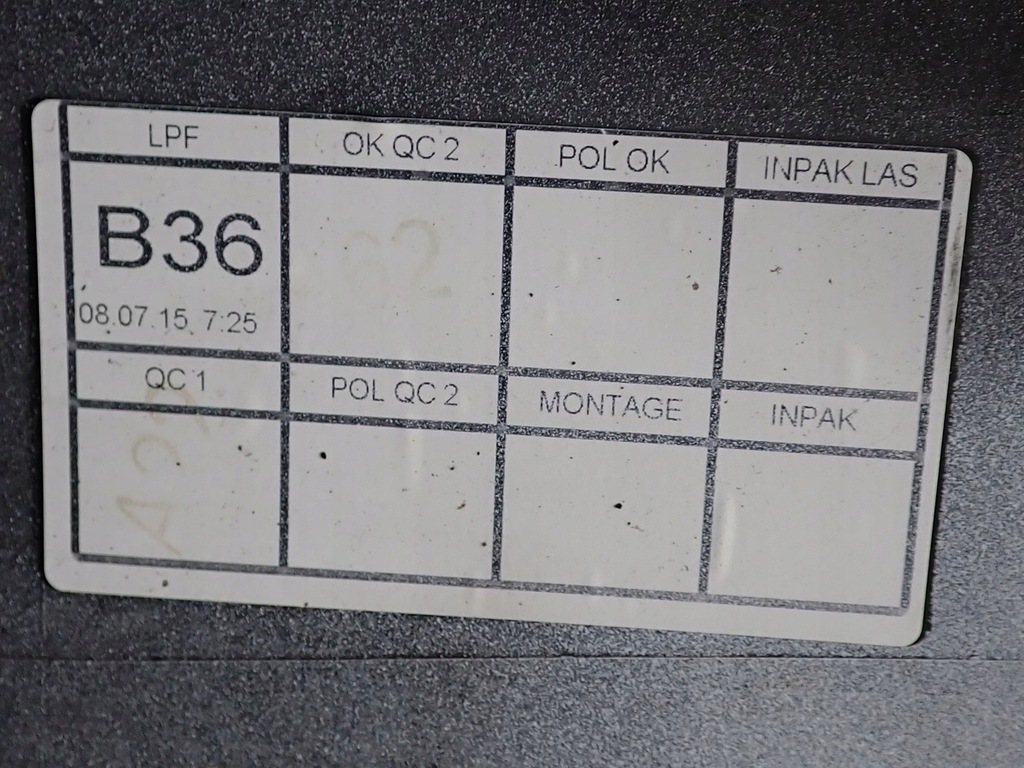 LPF OK QC 2 POL OK INPAK LAS
B36
08.07.15 7:25
QC 1 POL QC 2 MONTAGE INPAK